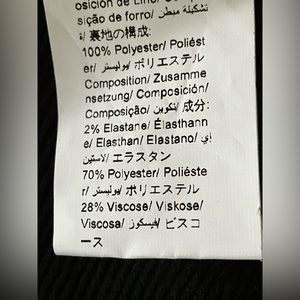 osición de
sição de forro/ تشكيلة مبطن
ة/ 裏地の構成:
100% Polyester/ Poliést
er/ بوليستر/ ポリエステル
Composition/ Zusamme
nsetzung/ Composición/
Composição/ تكوين/ 成分:
2% Elastane/ Élasthann
e/ Elasthan/ Elastano/ إي
لاستين/ エラスタン
70% Polyester/ Poliéste
r/ بوليستر/ ポリエステル
28% Viscose/ Viskose/
Viscosa/ فيسكوز/ ビスコ
ース